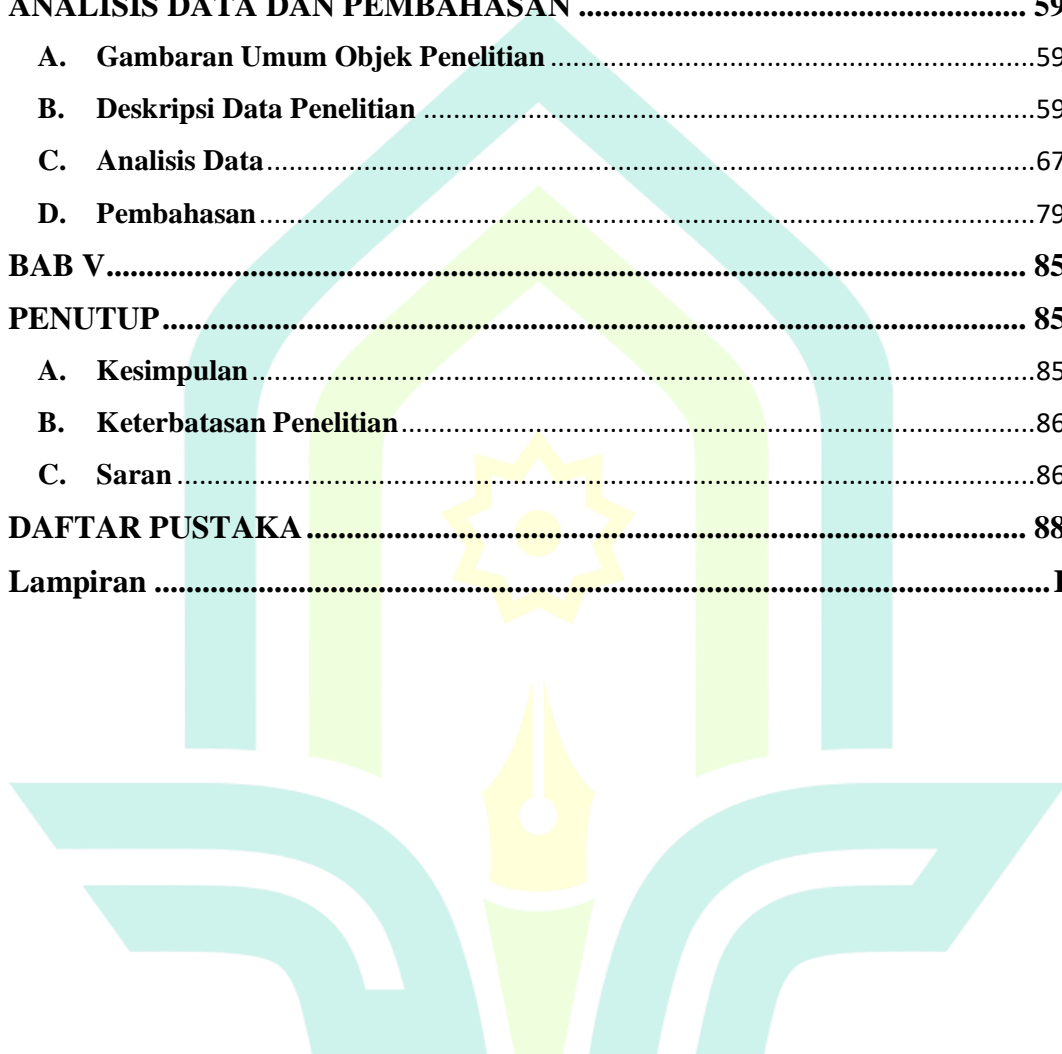 ANALISIS DATA DAN PEMBAHASAN ........................................................ 59
A. Gambaran Umum Objek Penelitian ........................................................59
B. Deskripsi Data Penelitian ........................................................59
C. Analisis Data ........................................................67
D. Pembahasan ........................................................79
BAB V ........................................................ 85
PENUTUP ........................................................ 85
A. Kesimpulan ........................................................85
B. Keterbatasan Penelitian ........................................................86
C. Saran ........................................................86
DAFTAR PUSTAKA ........................................................ 88
Lampiran ........................................................ I